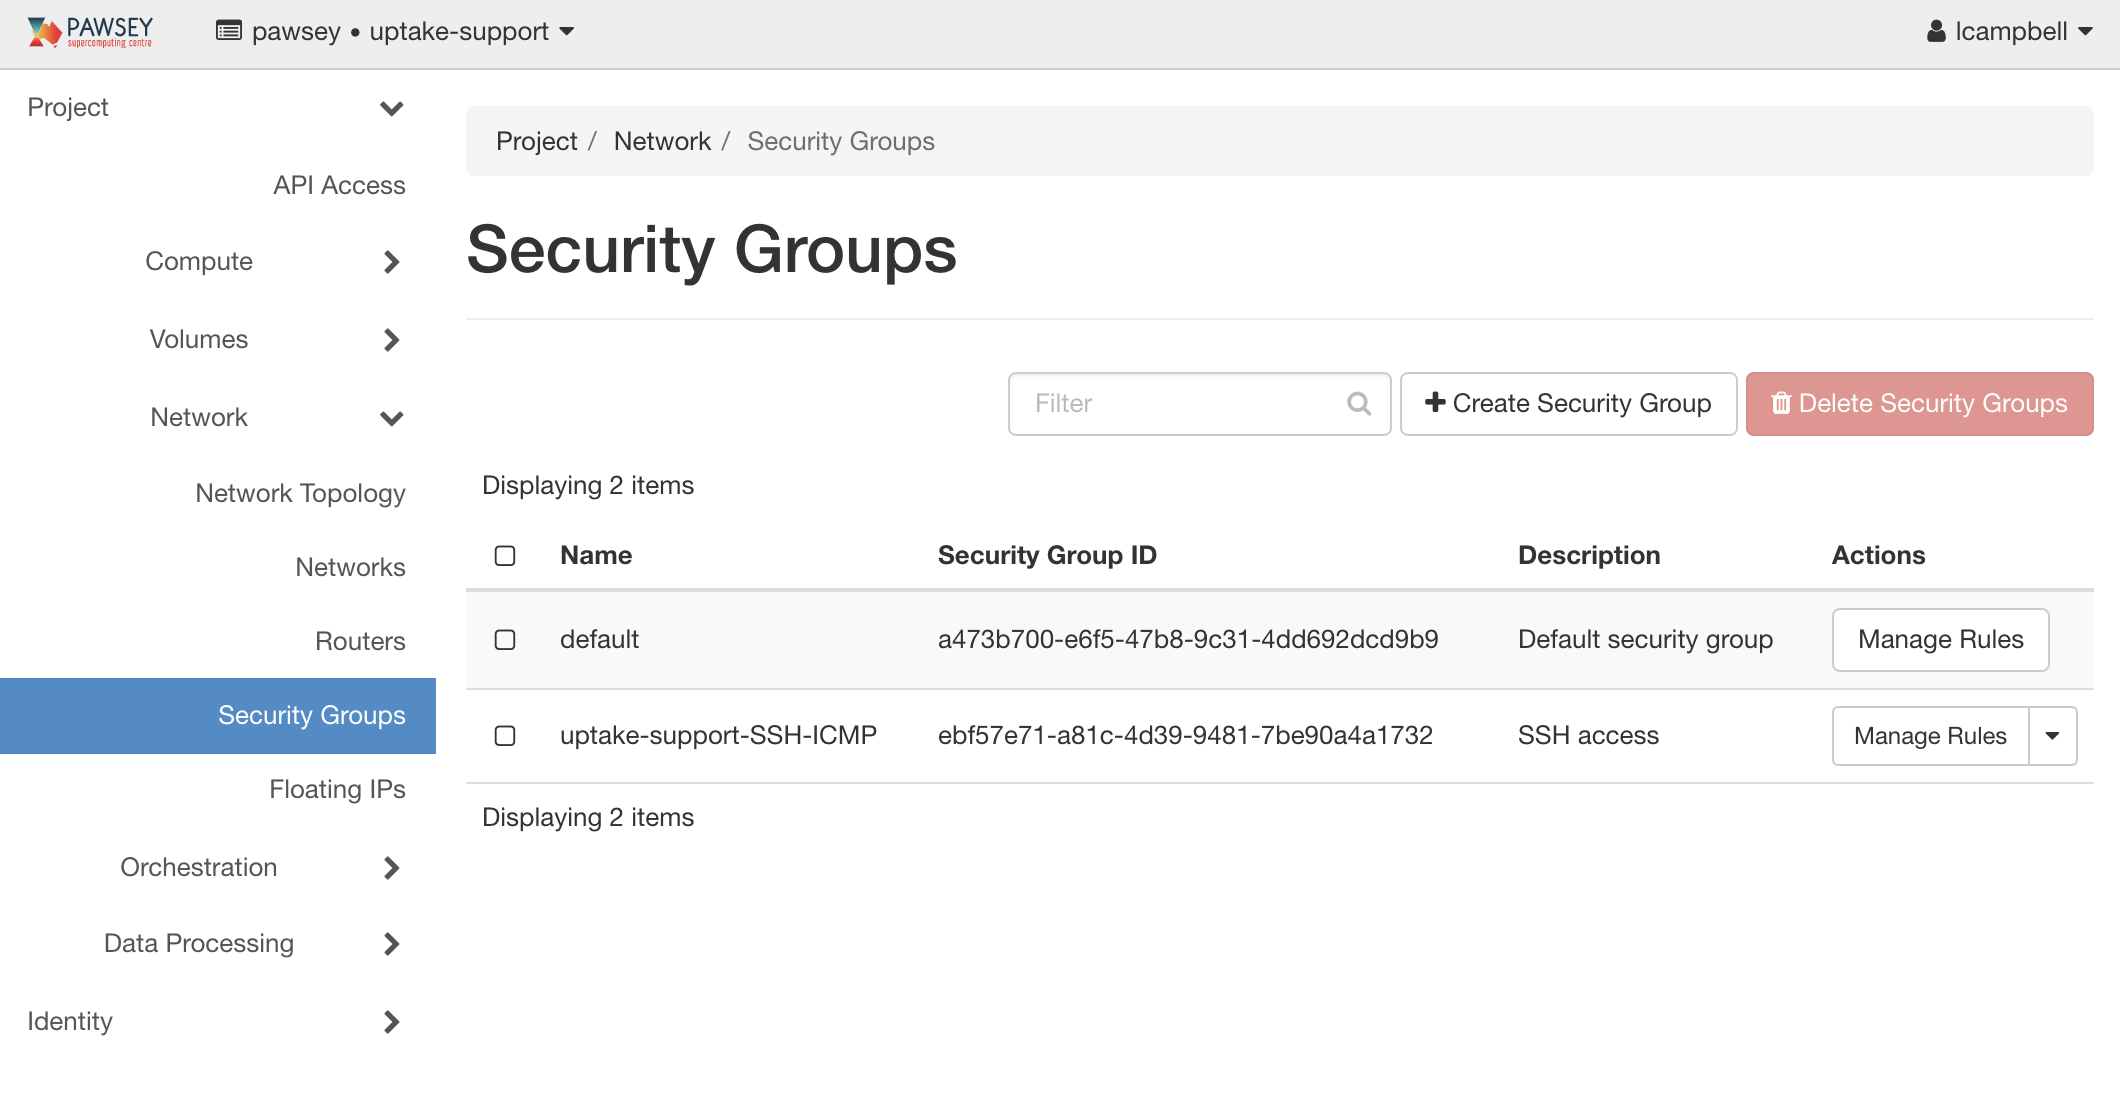 PAWSEY
supercomputing centre
pawsey • uptake-support
lcampbell
Project
API Access
Compute
Volumes
Network
Network Topology
Networks
Routers
Security Groups
Floating IPs
Orchestration
Data Processing
Identity
Project / Network / Security Groups
Security Groups
Filter
Create Security Group
Delete Security Groups
Displaying 2 items
Name Security Group ID Description Actions
default a473b700-e6f5-47b8-9c31-4dd692dcd9b9 Default security group Manage Rules
uptake-support-SSH-ICMP ebf57e71-a81c-4d39-9481-7be90a4a1732 SSH access Manage Rules
Displaying 2 items